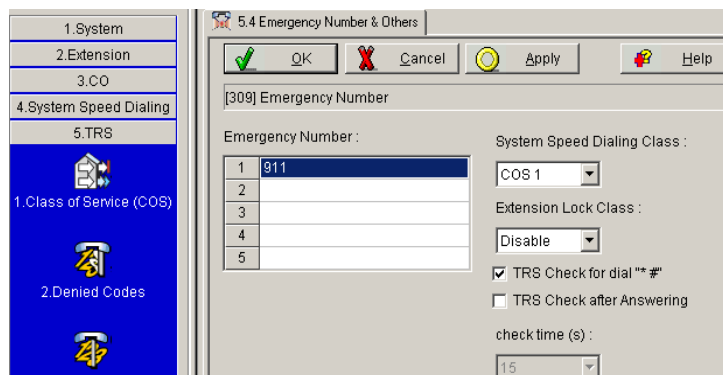 1.System
2.Extension
3.CO
4.System Speed Dialing
5.TRS
1.Class of Service (COS)
2.Denied Codes
5.4 Emergency Number & Others
OK
Cancel
Apply
Help
[309] Emergency Number
Emergency Number :
1 911
2
3
4
5
System Speed Dialing Class :
COS 1
Extension Lock Class :
Disable
TRS Check for dial "* #"
TRS Check after Answering
check time (s) :
15